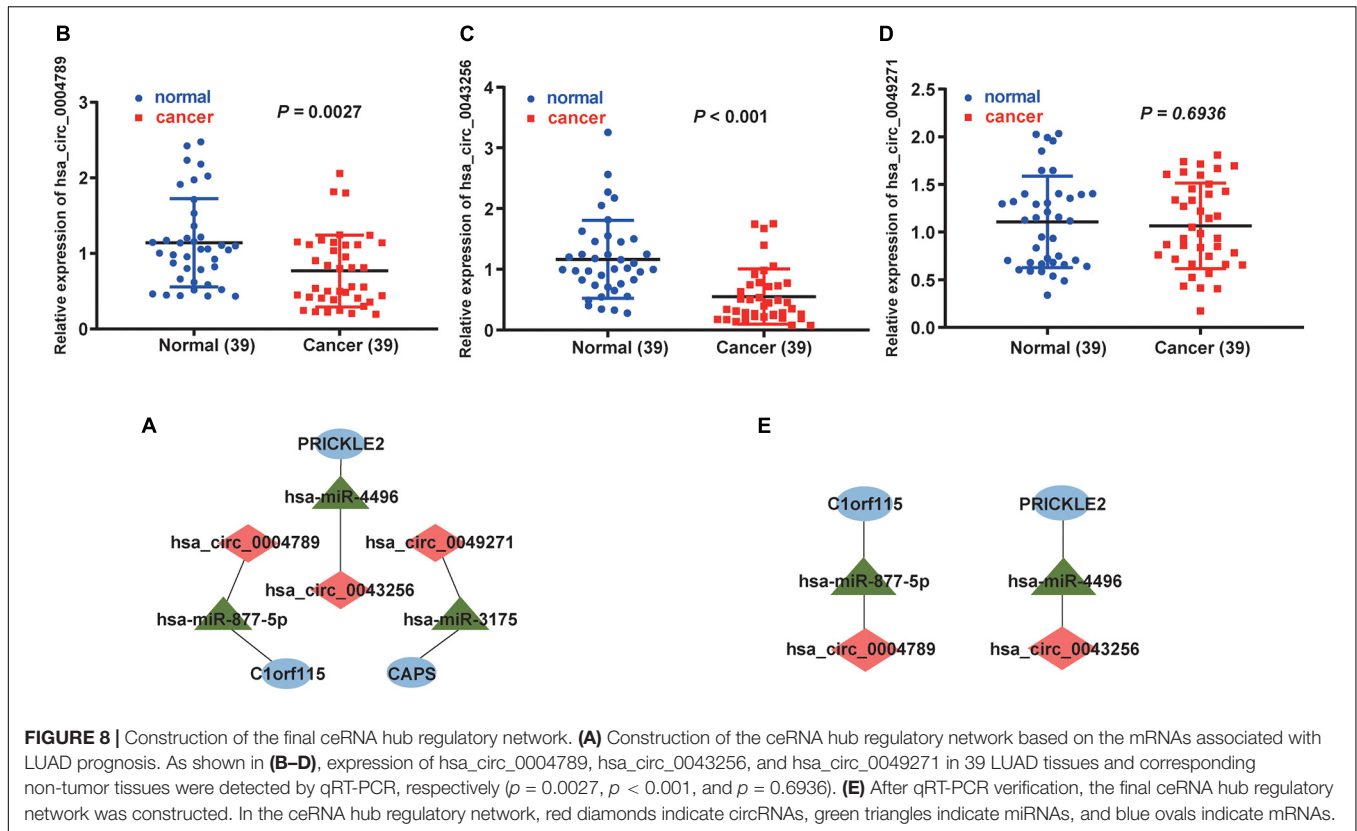 B
Relative expression of hsa_circ_0004789
normal
cancer
P = 0.0027
3
2
1
0
Normal (39)
Cancer (39)
C
Relative expression of hsa_circ_0043256
normal
cancer
P < 0.001
4
3
2
1
0
Normal (39)
Cancer (39)
D
Relative expression of hsa_circ_0049271
normal
cancer
P = 0.6936
2.5
2.0
1.5
1.0
0.5
0.0
Normal (39)
Cancer (39)
A
PRICKLE2
hsa-miR-4496
hsa_circ_0004789
hsa_circ_0049271
hsa_circ_0043256
hsa-miR-877-5p
hsa-miR-3175
C1orf115
CAPS
E
C1orf115
PRICKLE2
hsa-miR-877-5p
hsa-miR-4496
hsa_circ_0004789
hsa_circ_0043256
FIGURE 8 | Construction of the final ceRNA hub regulatory network. (A) Construction of the ceRNA hub regulatory network based on the mRNAs associated with
LUAD prognosis. As shown in (B–D), expression of hsa_circ_0004789, hsa_circ_0043256, and hsa_circ_0049271 in 39 LUAD tissues and corresponding
non-tumor tissues were detected by qRT-PCR, respectively (p = 0.0027, p < 0.001, and p = 0.6936). (E) After qRT-PCR verification, the final ceRNA hub regulatory
network was constructed. In the ceRNA hub regulatory network, red diamonds indicate circRNAs, green triangles indicate miRNAs, and blue ovals indicate mRNAs.